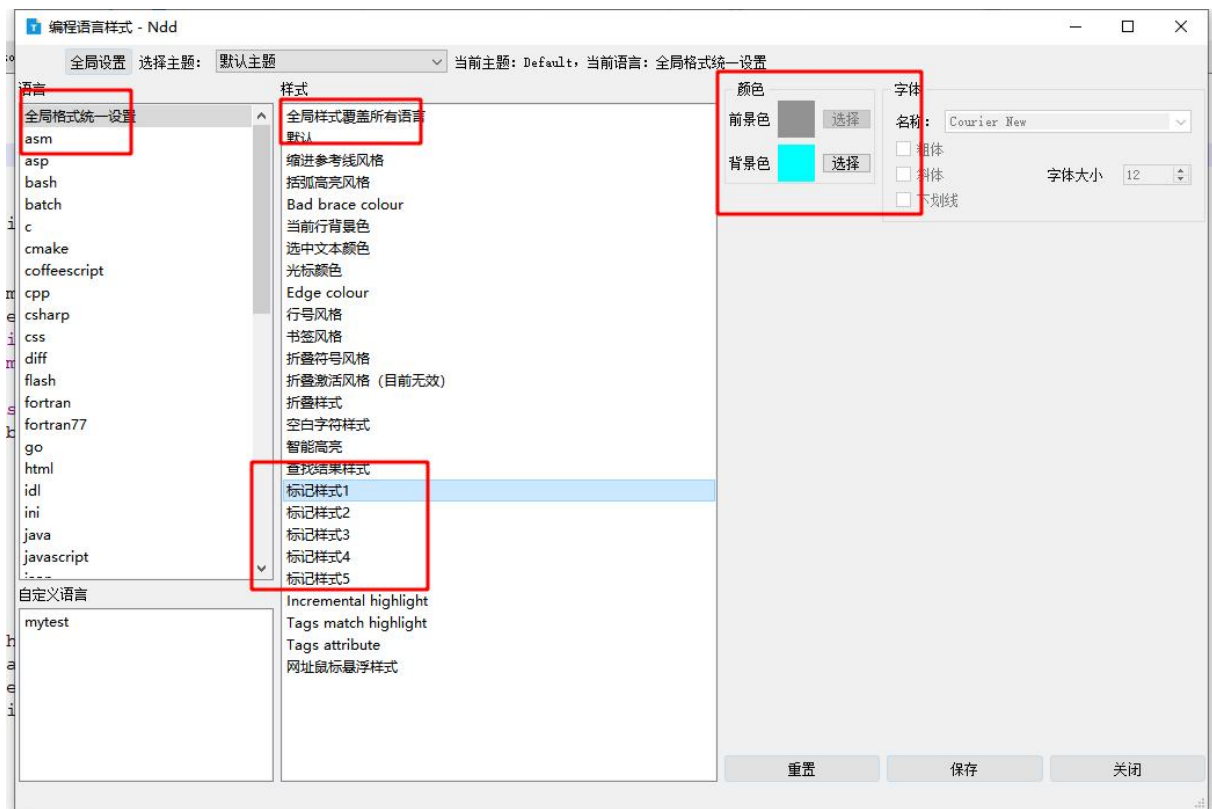 编程语言样式 - Ndd
全局设置 选择主题: 默认主题 当前主题: Default, 当前语言: 全局格式统一设置
语言
全局格式统一设置
asm
asp
bash
batch
c
cmake
coffeescript
cpp
csharp
css
diff
flash
fortran
fortran77
go
html
idl
ini
java
javascript
自定义语言
mytest
样式
全局样式覆盖所有语言
默认
缩进参考线风格
括弧高亮风格
Bad brace colour
当前行背景色
选中文本颜色
光标颜色
Edge colour
行号风格
书签风格
折叠符号风格
折叠激活风格 (目前无效)
折叠样式
空白字符样式
智能高亮
查找结果样式
标记样式1
标记样式2
标记样式3
标记样式4
标记样式5
Incremental highlight
Tags match highlight
Tags attribute
网址鼠标悬浮样式
颜色
前景色 选择
背景色 选择
字体
名称: Courier New
粗体
斜体
下划线
字体大小 12
重置 保存 关闭